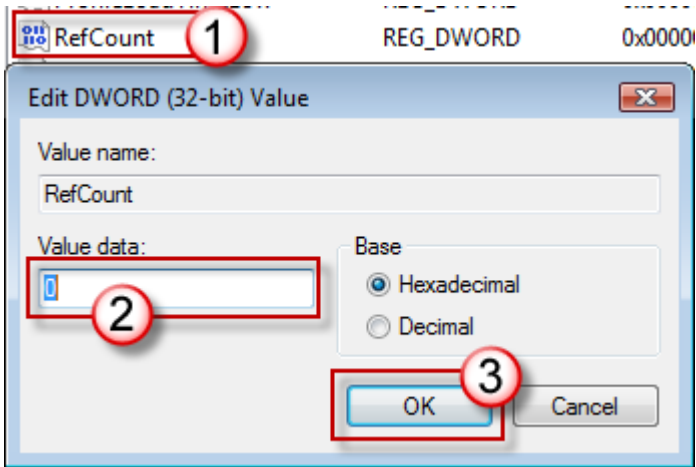 RefCount 1 REG_DWORD
Edit DWORD (32-bit) Value
Value name:
RefCount
Value data: Base
0 Hexadecimal
2 Decimal
3
OK Cancel